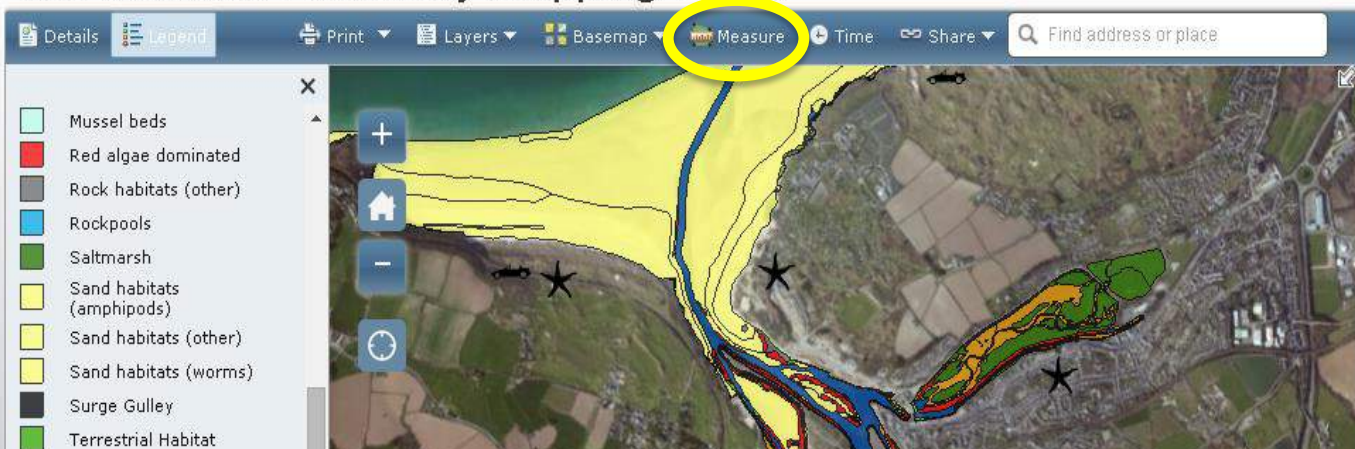 Details Legend Print Layers Basemap Measure Time Share Find address or place
Mussel beds
Red algae dominated
Rock habitats (other)
Rockpools
Saltmarsh
Sand habitats
(amphipods)
Sand habitats (other)
Sand habitats (worms)
Surge Gulley
Terrestrial Habitat